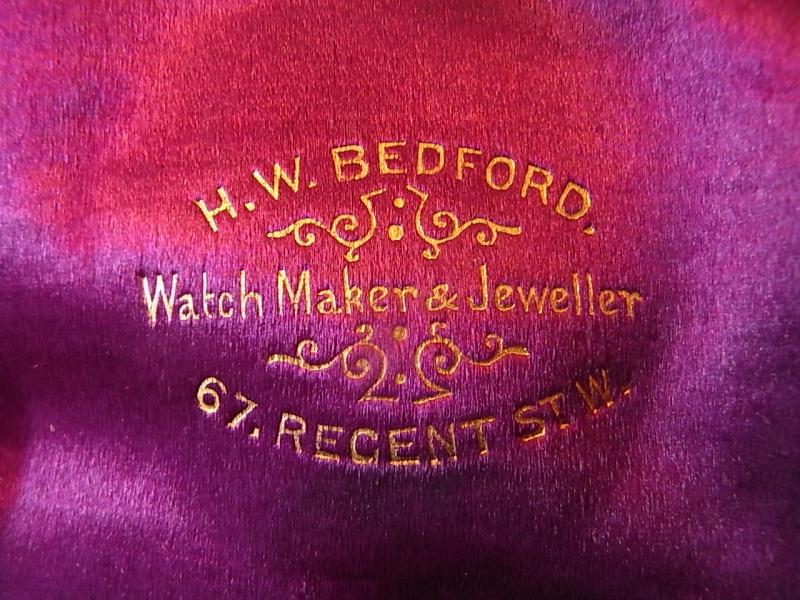 H. W. BEDFORD.
Watch Maker & Jeweller
67, REGENT ST. W.